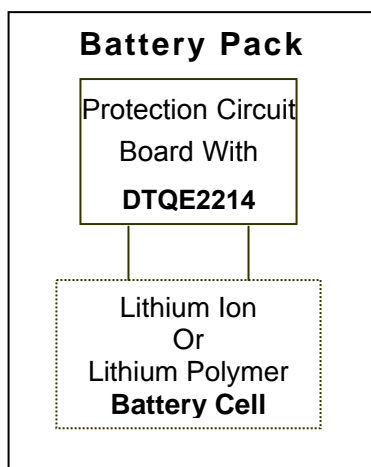 Battery Pack
Protection Circuit
Board With
DTQE2214
Lithium Ion
Or
Lithium Polymer
Battery Cell